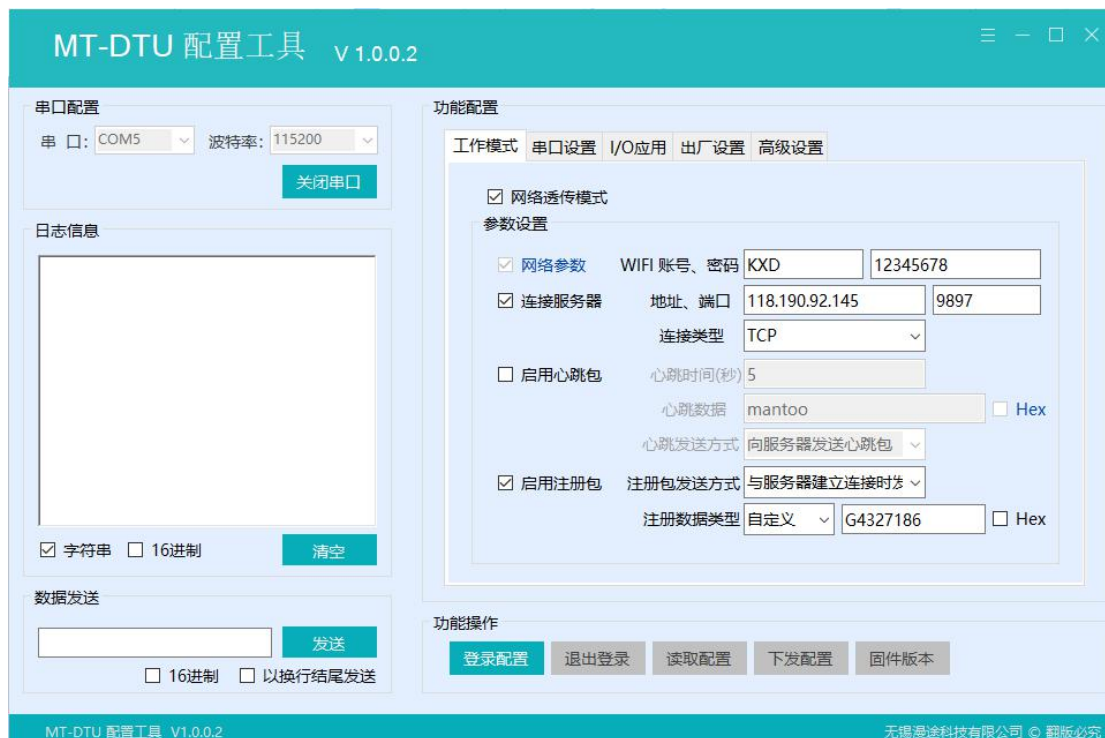 MT-DTU 配置工具 V 1.0.0.2
串口配置
串 口: COM5 波特率: 115200
关闭串口
日志信息
字符串 16进制 清空
数据发送
发送
16进制 以换行结尾发送
功能配置
工作模式 串口设置 I/O应用 出厂设置 高级设置
网络透传模式
参数设置
网络参数 WIFI 账号、密码 KXD 12345678
连接服务器 地址、端口 118.190.92.145 9897
连接类型 TCP
启用心跳包 心跳时间(秒) 5
心跳数据 mantoo Hex
心跳发送方式 向服务器发送心跳包
启用注册包 注册包发送方式 与服务器建立连接时发
注册数据类型 自定义 G4327186 Hex
功能操作
登录配置 退出登录 读取配置 下发配置 固件版本
MT-DTU 配置工具 V1.0.0.2 无锡漫途科技有限公司 © 翻版必究